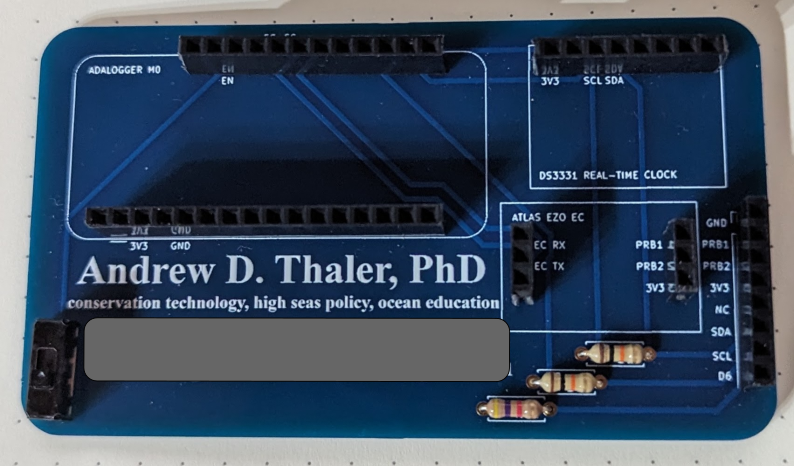 ADALOGGER M0
EN
3V3 SCL SDA
DS3331 REAL-TIME CLOCK
3V3 GND
ATLAS EZO EC
EC RX
EC TX
PRB1
PRB2
3V3
GND
PRB1
PRB2
3V3
NC
SDA
SCL
D6
Andrew D. Thaler, PhD
conservation technology, high seas policy, ocean education